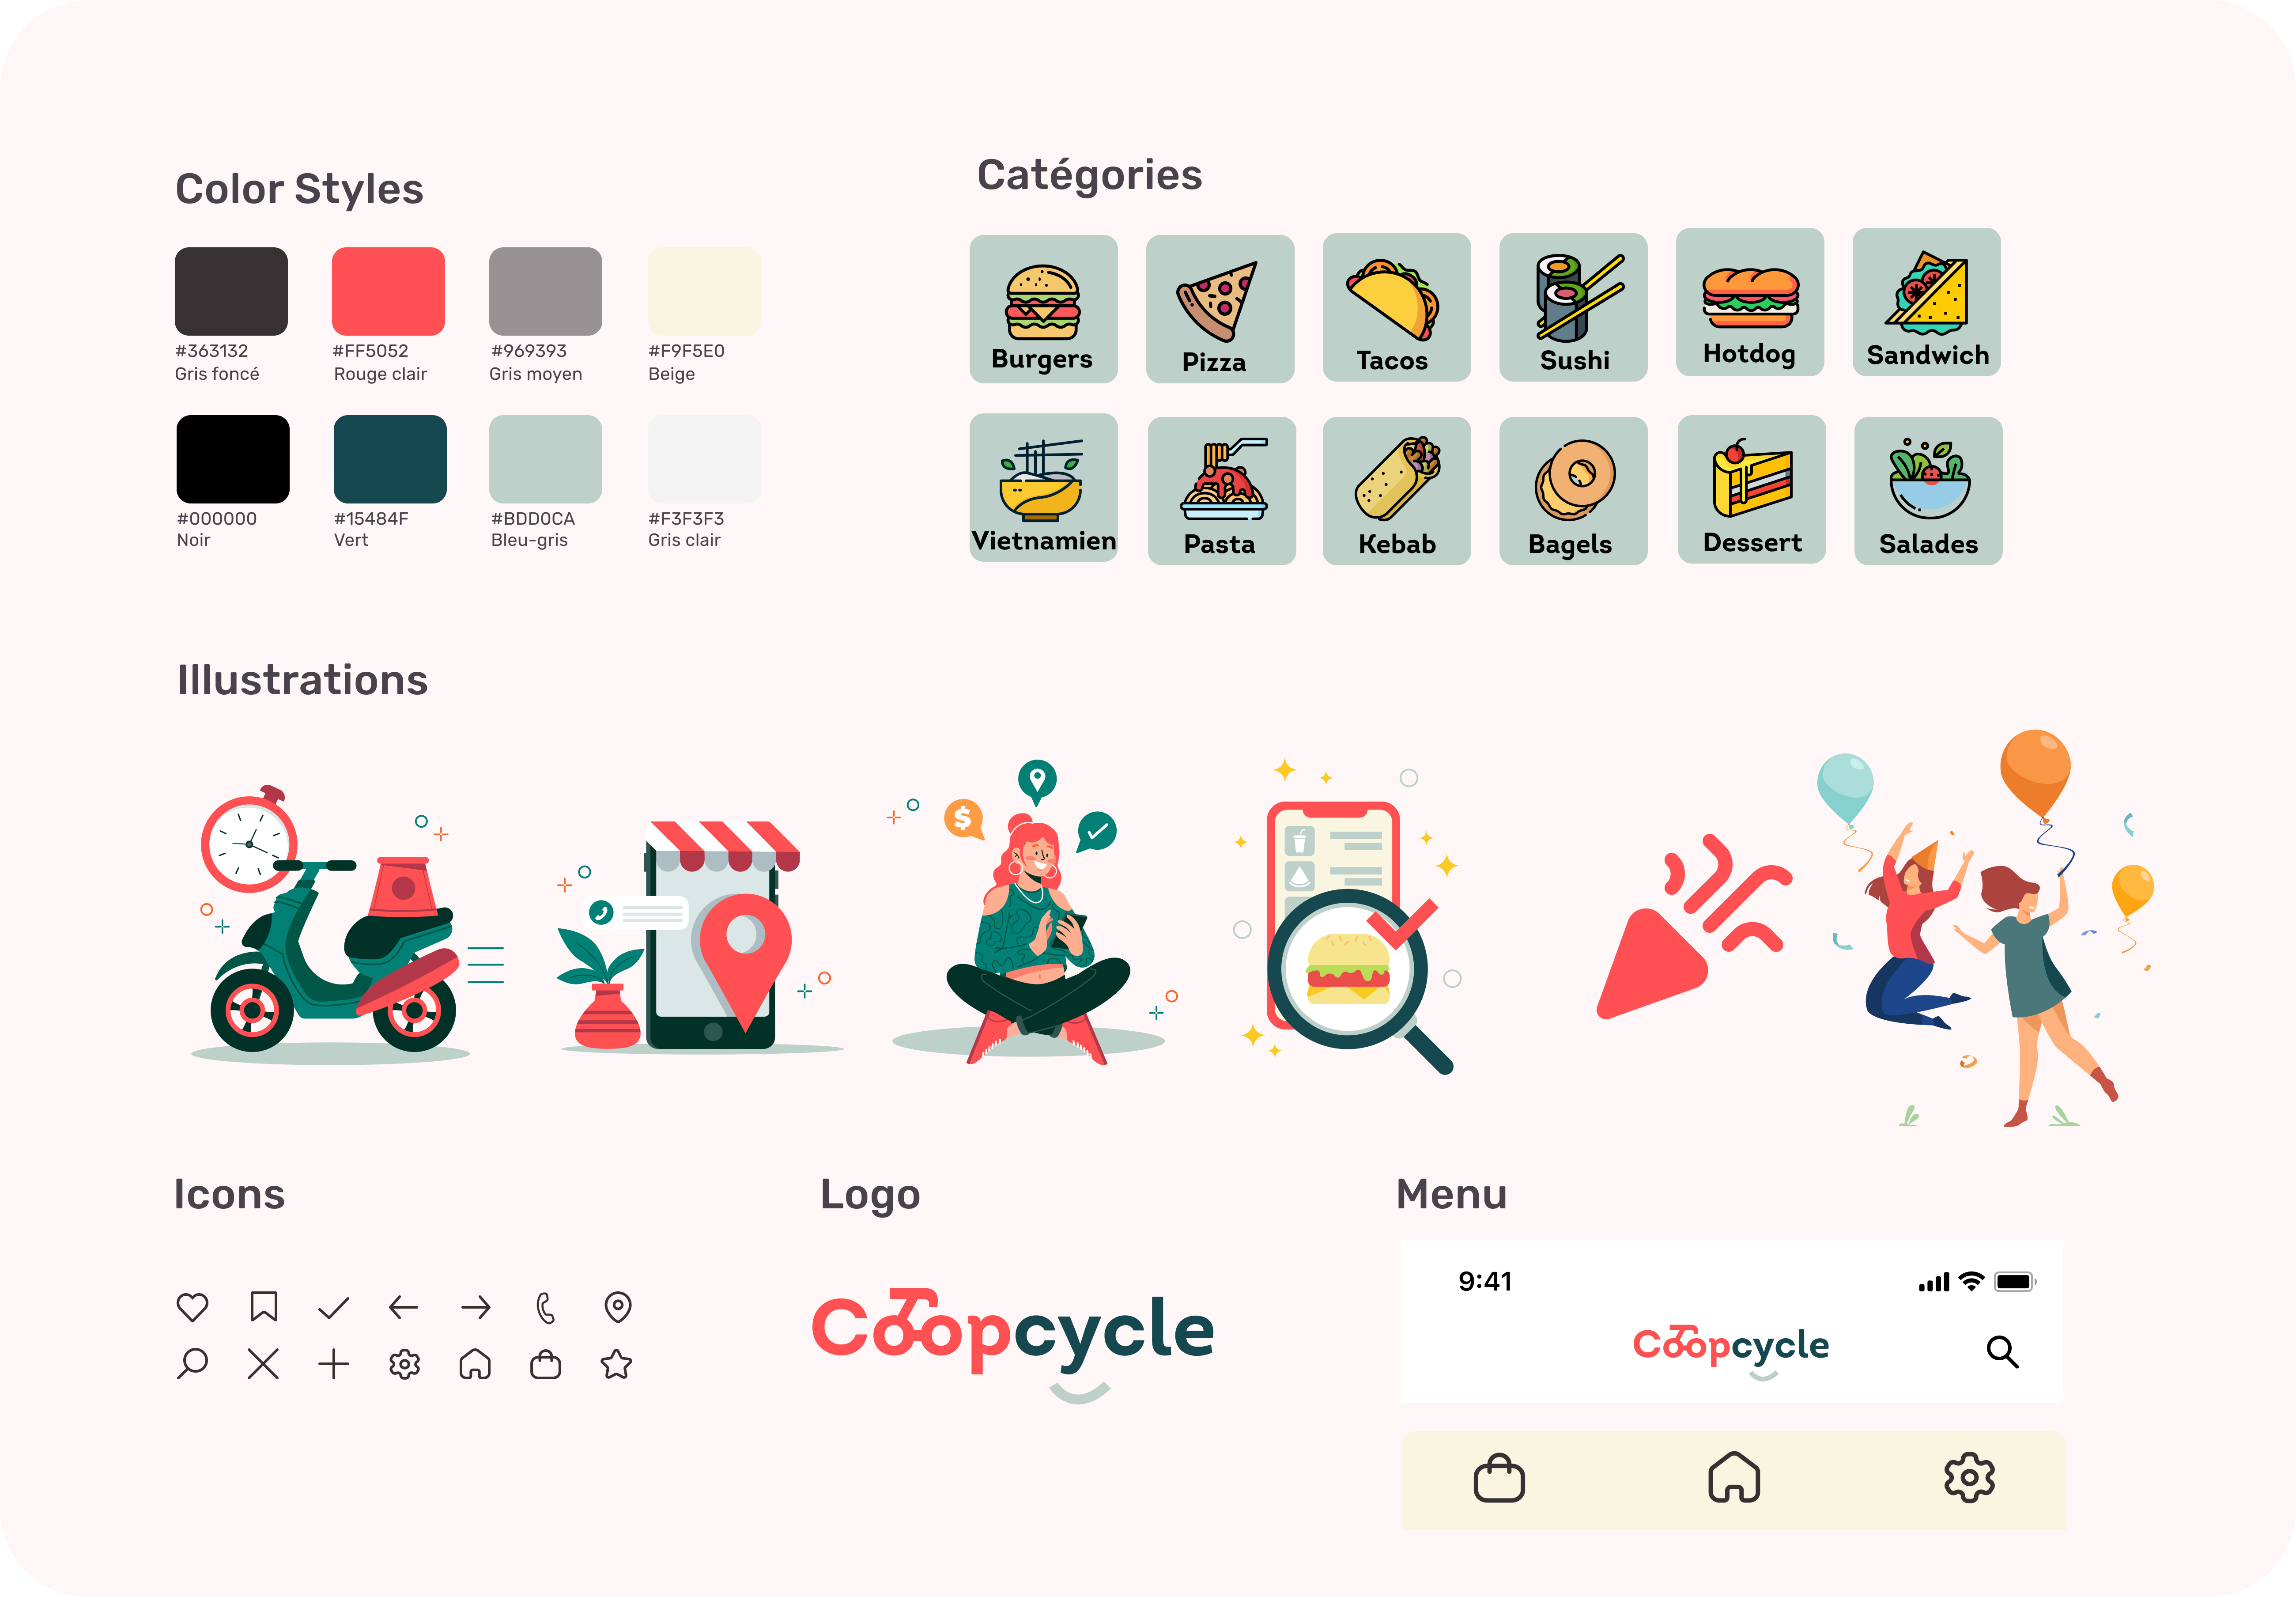 Color Styles
#363132
Gris foncé
#FF5052
Rouge clair
#969393
Gris moyen
#F9F5E0
Beige
#000000
Noir
#15484F
Vert
#BDD0CA
Bleu-gris
#F3F3F3
Gris clair
Catégories
Burgers
Pizza
Tacos
Sushi
Hotdog
Sandwich
Vietnamien
Pasta
Kebab
Bagels
Dessert
Salades
Illustrations
$
Icons
Logo
Coopcycle
Menu
9:41
Coopcycle